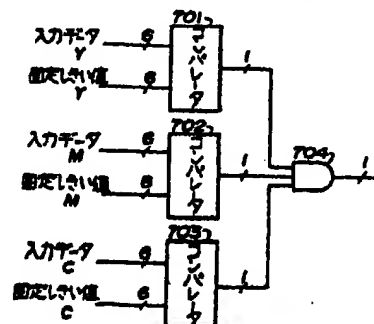 701
入力データ
Y
6
固定しきい値
Y
6
コンパレータ
1
702
入力データ
M
6
固定しきい値
M
6
コンパレータ
1
704
1
703
入力データ
C
6
固定しきい値
C
6
コンパレータ
1